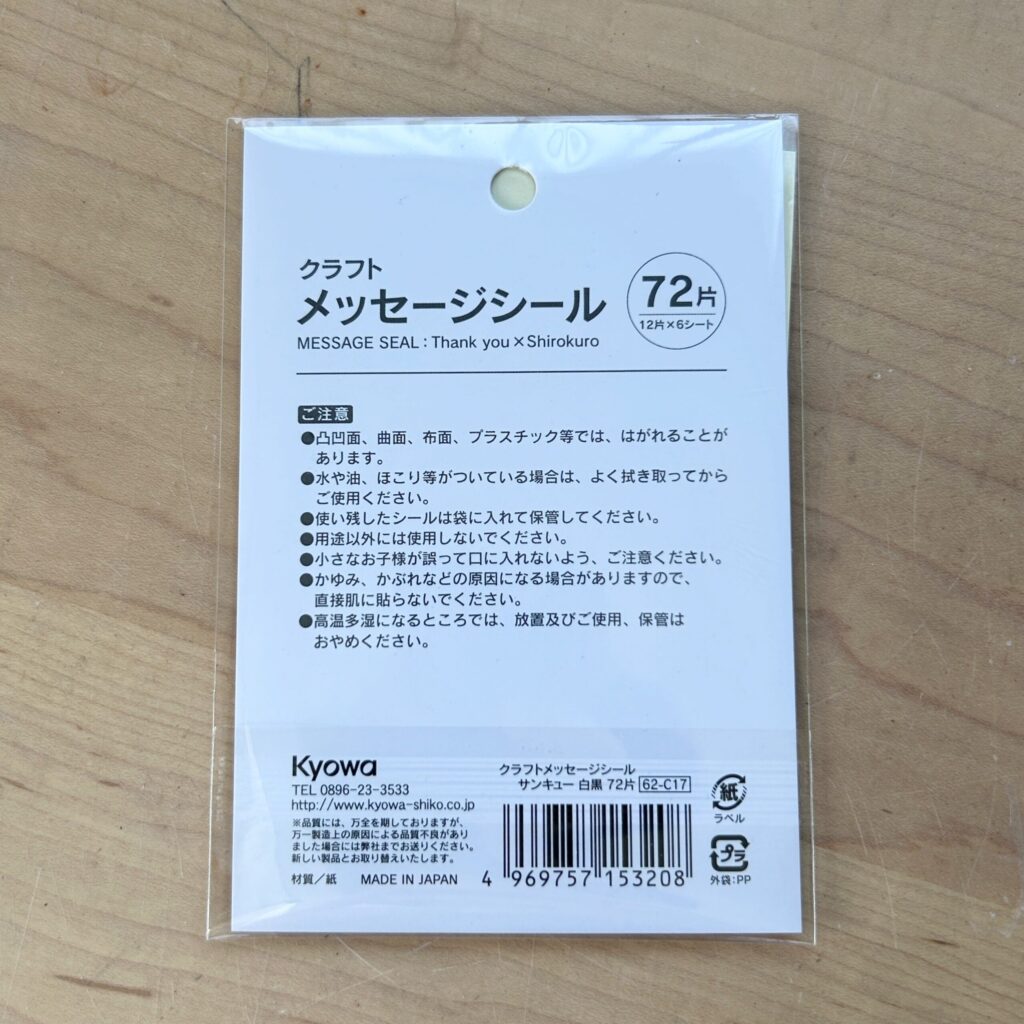 クラフト
メッセージシール
MESSAGE SEAL : Thank you×Shirokuro
72片
12片×6シート
ご注意
●凸凹面、曲面、布面、プラスチック等では、はがれることが
あります。
●水や油、ほこり等がついている場合は、よく拭き取ってから
ご使用ください。
●使い残したシールは袋に入れて保管してください。
●用途以外には使用しないでください。
●小さなお子様が誤って口に入れないよう、ご注意ください。
●かゆみ、かぶれなどの原因になる場合がありますので、
直接肌に貼らないでください。
●高温多湿になるところでは、放置及びご使用、保管は
おやめください。
Kyowa
TEL 0896-23-3533
http://www.kyowa-shiko.co.jp
※品質には、万全を期しておりますが、
万一製造上の原因による品質不良があり
ました場合には弊社までお送りください。
新しい製品とお取り替えいたします。
材質／紙 MADE IN JAPAN
クラフトメッセージシール
サンキュー 白黒 72片 62-C17
4 969757 153208
紙
ラベル
プラ
外袋:PP